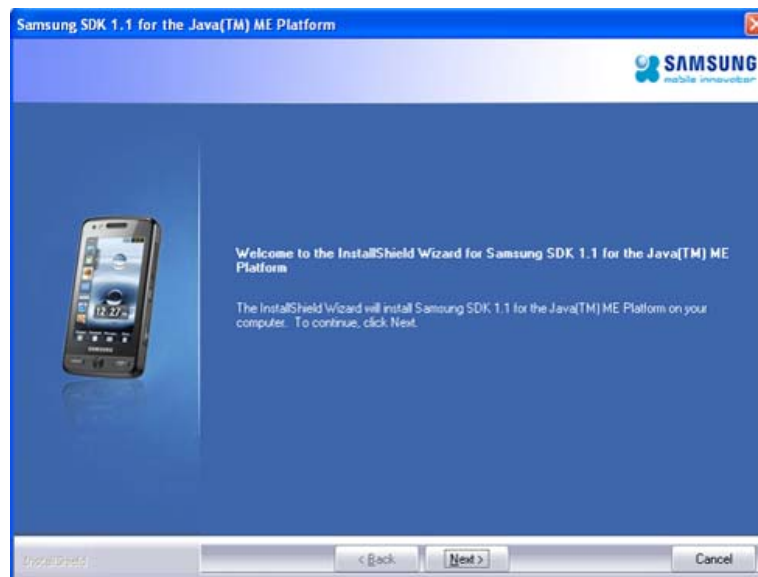 Samsung SDK 1.1 for the Java(TM) ME Platform
SAMSUNG
mobile innovator
Welcome to the InstallShield Wizard for Samsung SDK 1.1 for the Java(TM) ME
Platform
The InstallShield Wizard will install Samsung SDK 1.1 for the Java(TM) ME Platform on your
computer. To continue, click Next.
12:27
SAMSUNG
InstallShield
< Back
Next >
Cancel